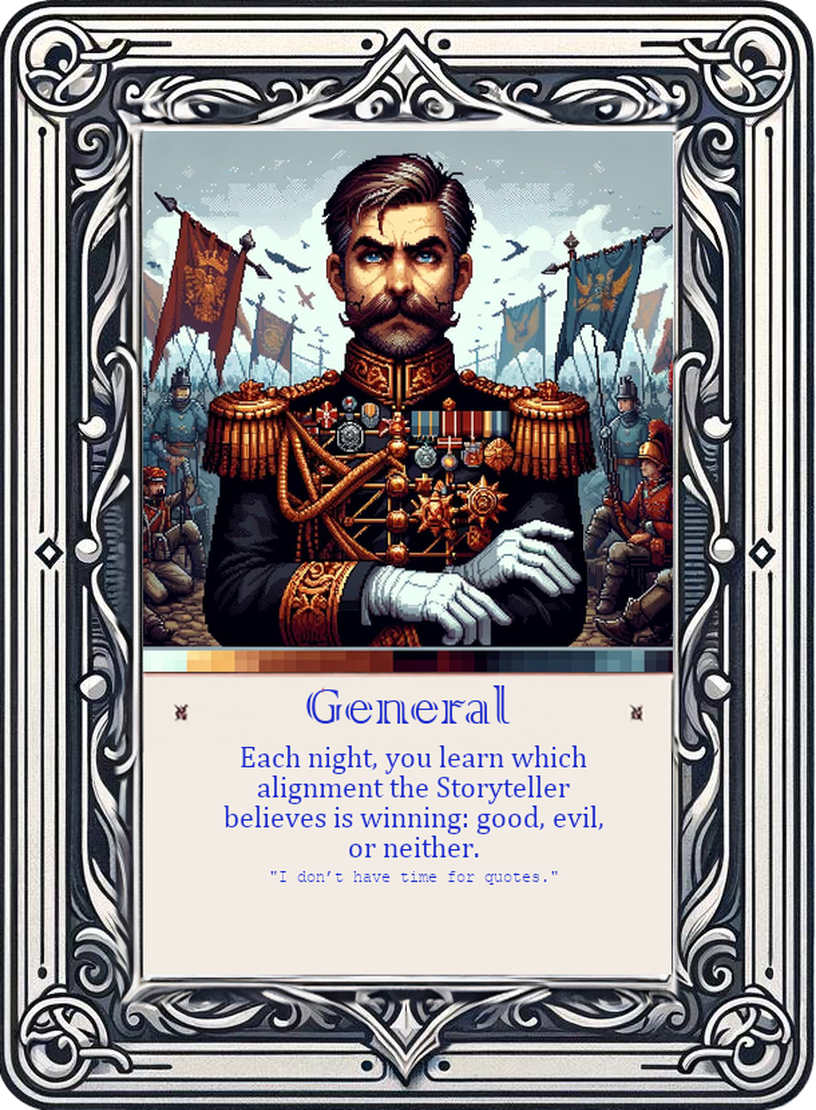 General
Each night, you learn which
alignment the Storyteller
believes is winning: good, evil,
or neither.
"I don’t have time for quotes."